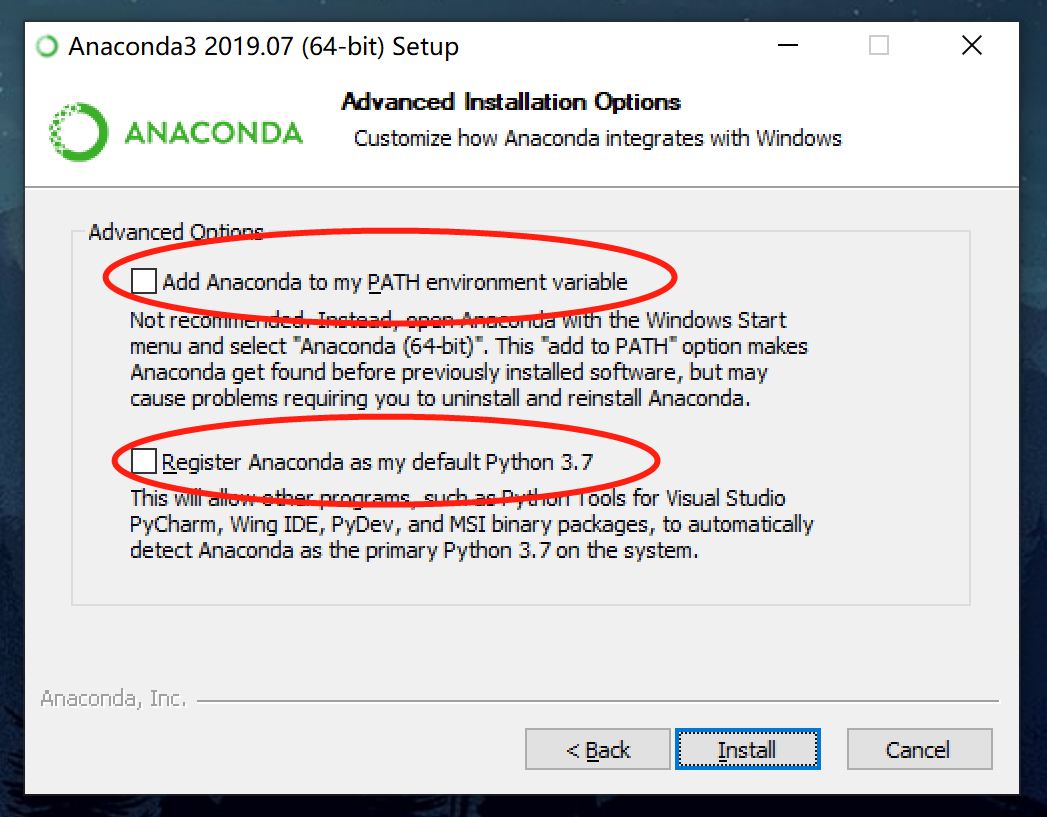 Anaconda3 2019.07 (64-bit) Setup
ANACONDA
Advanced Installation Options
Customize how Anaconda integrates with Windows
Advanced Options
Add Anaconda to my PATH environment variable
Not recommended. Instead, open Anaconda with the Windows Start
menu and select "Anaconda (64-bit)". This "add to PATH" option makes
Anaconda get found before previously installed software, but may
cause problems requiring you to uninstall and reinstall Anaconda.
Register Anaconda as my default Python 3.7
This will allow other programs, such as Python Tools for Visual Studio
PyCharm, Wing IDE, PyDev, and MSI binary packages, to automatically
detect Anaconda as the primary Python 3.7 on the system.
Anaconda, Inc.
< Back
Install
Cancel